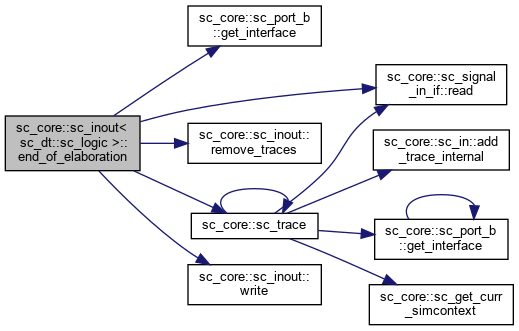 sc_core::sc_port_b
::get_interface
sc_core::sc_signal
_in_if::read
sc_core::sc_inout<
sc_dt::sc_logic >::
end_of_elaboration
sc_core::sc_inout::
remove_traces
sc_core::sc_in::add
_trace_internal
sc_core::sc_trace
sc_core::sc_port_b
::get_interface
sc_core::sc_inout::
write
sc_core::sc_get_curr
_simcontext